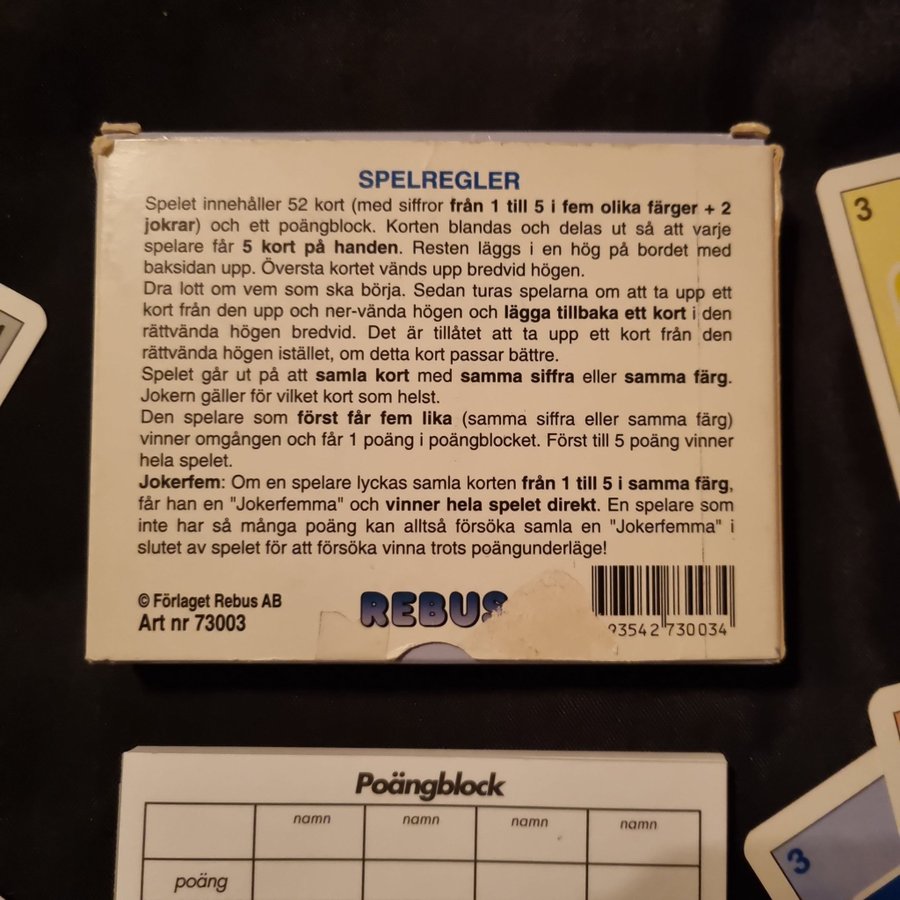 SPELREGLER
Spelet innehåller 52 kort (med siffror från 1 till 5 i fem olika färger + 2
jokrar) och ett poängblock. Korten blandas och delas ut så att varje
spelare får 5 kort på handen. Resten läggs i en hög på bordet med
baksidan upp. Översta kortet vänds upp bredvid högen.
Dra lott om vem som ska börja. Sedan turas spelarna om att ta upp ett
kort från den upp och ner-vända högen och lägga tillbaka ett kort i den
rättvända högen bredvid. Det är tillåtet att ta upp ett kort från den
rättvända högen istället, om detta kort passar bättre.
Spelet går ut på att samla kort med samma siffra eller samma färg.
Jokern gäller för vilket kort som helst.
Den spelare som först får fem lika (samma siffra eller samma färg)
vinner omgången och får 1 poäng i poängblocket. Först till 5 poäng vinner
hela spelet.
Jokerfem: Om en spelare lyckas samla korten från 1 till 5 i samma färg,
får han en "Jokerfemma" och vinner hela spelet direkt. En spelare som
inte har så många poäng kan alltså försöka samla en "Jokerfemma" i
slutet av spelet för att försöka vinna trots poängunderläge!
© Förlaget Rebus AB
Art nr 73003
REBUS
93542 730034
Poängblock
namn namn namn namn
poäng
3
3